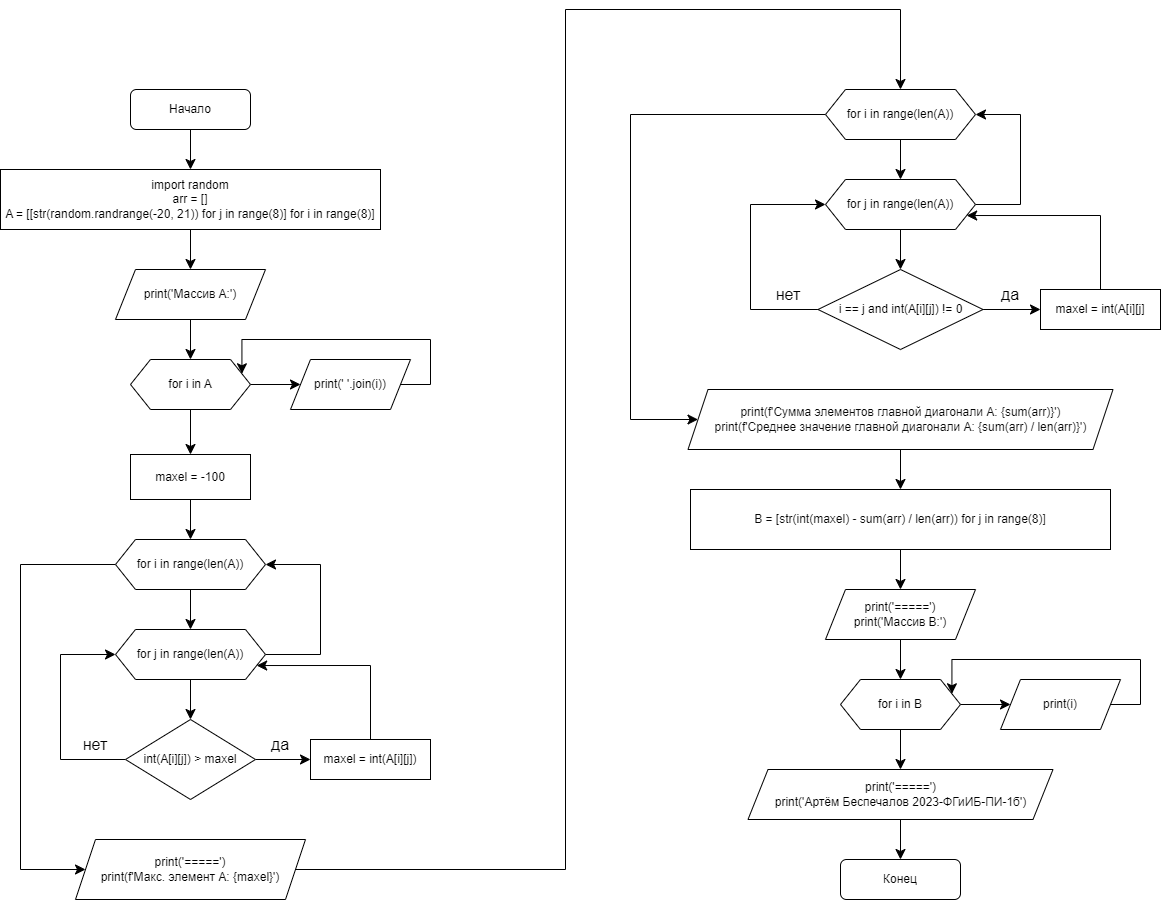 Начало
import random
arr = []
A = [[str(random.randrange(-20, 21)) for j in range(8)] for i in range(8)]
print('Массив A:')
for i in A
print(' '.join(i))
maxel = -100
for i in range(len(A))
for j in range(len(A))
int(A[i][j]) > maxel
нет
да
maxel = int(A[i][j])
print('=====')
print(f'Макс. элемент A: {maxel}')
for i in range(len(A))
for j in range(len(A))
i == j and int(A[i][j]) != 0
нет
да
maxel = int(A[i][j]
print(f'Сумма элементов главной диагонали A: {sum(arr)}')
print(f'Среднее значение главной диагонали A: {sum(arr) / len(arr)}')
B = [str(int(maxel) - sum(arr) / len(arr)) for j in range(8)]
print('=====')
print('Массив B:')
for i in B
print(i)
print('=====')
print('Артём Беспечалов 2023-ФГиИБ-ПИ-1б')
Конец